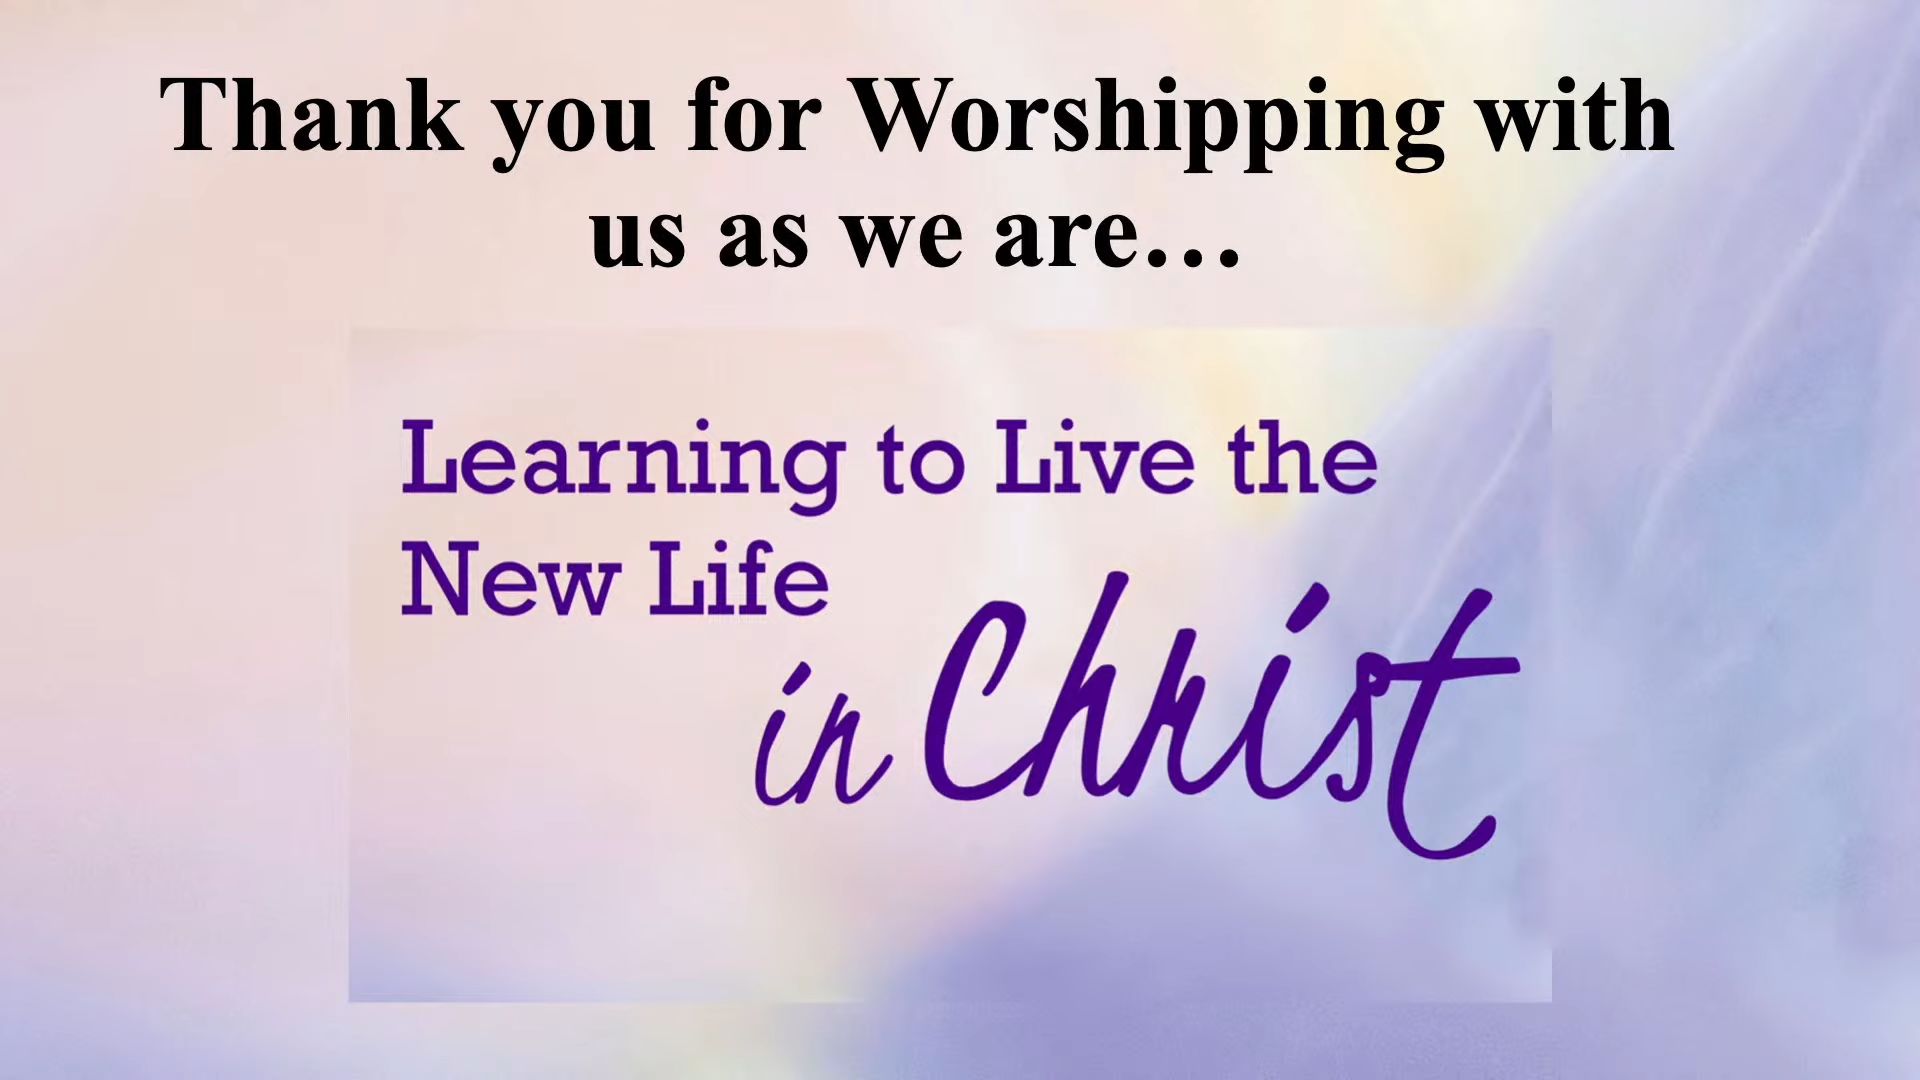 Thank you for Worshipping with
us as we are…
Learning to Live the
New Life
in Christ